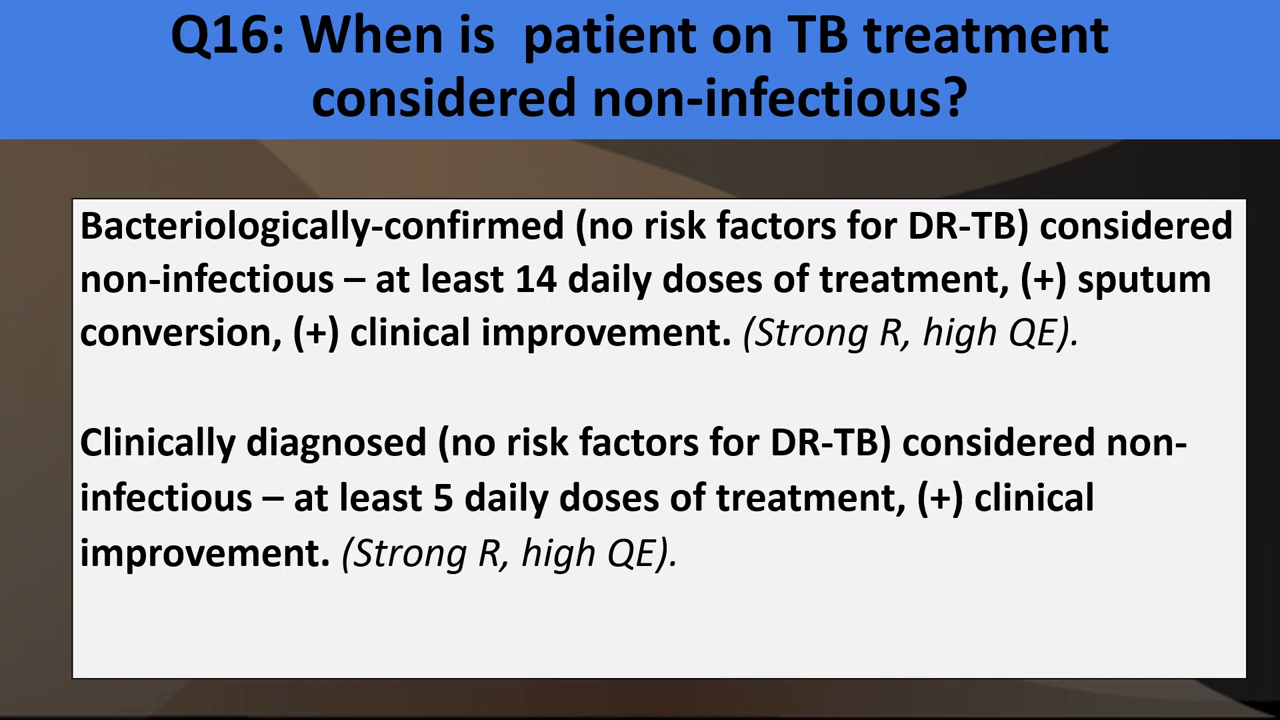 Q16: When is  patient on TB treatment
considered non-infectious?
Bacteriologically-confirmed (no risk factors for DR-TB) considered
non-infectious – at least 14 daily doses of treatment, (+) sputum
conversion, (+) clinical improvement. (Strong R, high QE).
Clinically diagnosed (no risk factors for DR-TB) considered non-
infectious – at least 5 daily doses of treatment, (+) clinical
improvement. (Strong R, high QE).